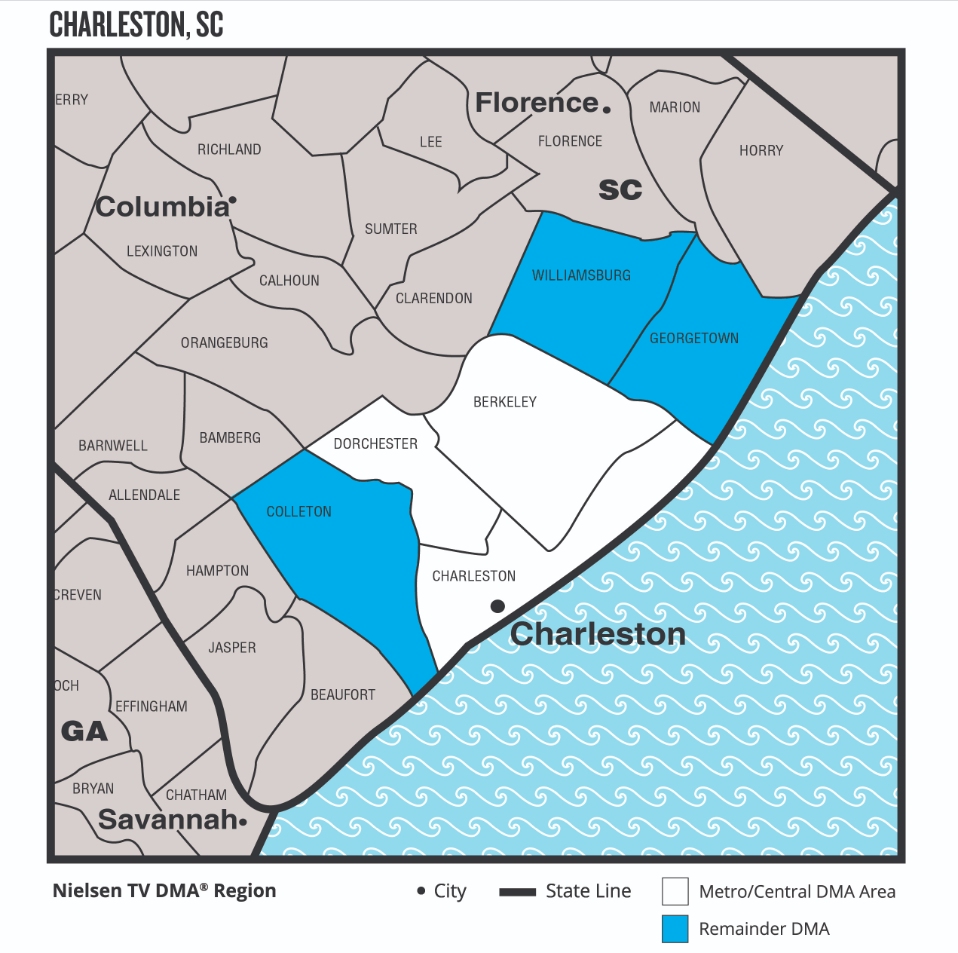 CHARLESTON, SC
ERRY
Florence
MARION
RICHLAND
LEE
FLORENCE
HORRY
SC
Columbia
SUMTER
LEXINGTON
CALHOUN
CLARENDON
WILLIAMSBURG
ORANGEBURG
GEORGETOWN
BERKELEY
BARNWELL
BAMBERG
DORCHESTER
ALLENDALE
COLLETON
HAMPTON
CHARLESTON
CREVEN
Charleston
JASPER
OCH
BEAUFORT
EFFINGHAM
GA
BRYAN
CHATHAM
Savannah
Nielsen TV DMA® Region
City
State Line
Metro/Central DMA Area
Remainder DMA